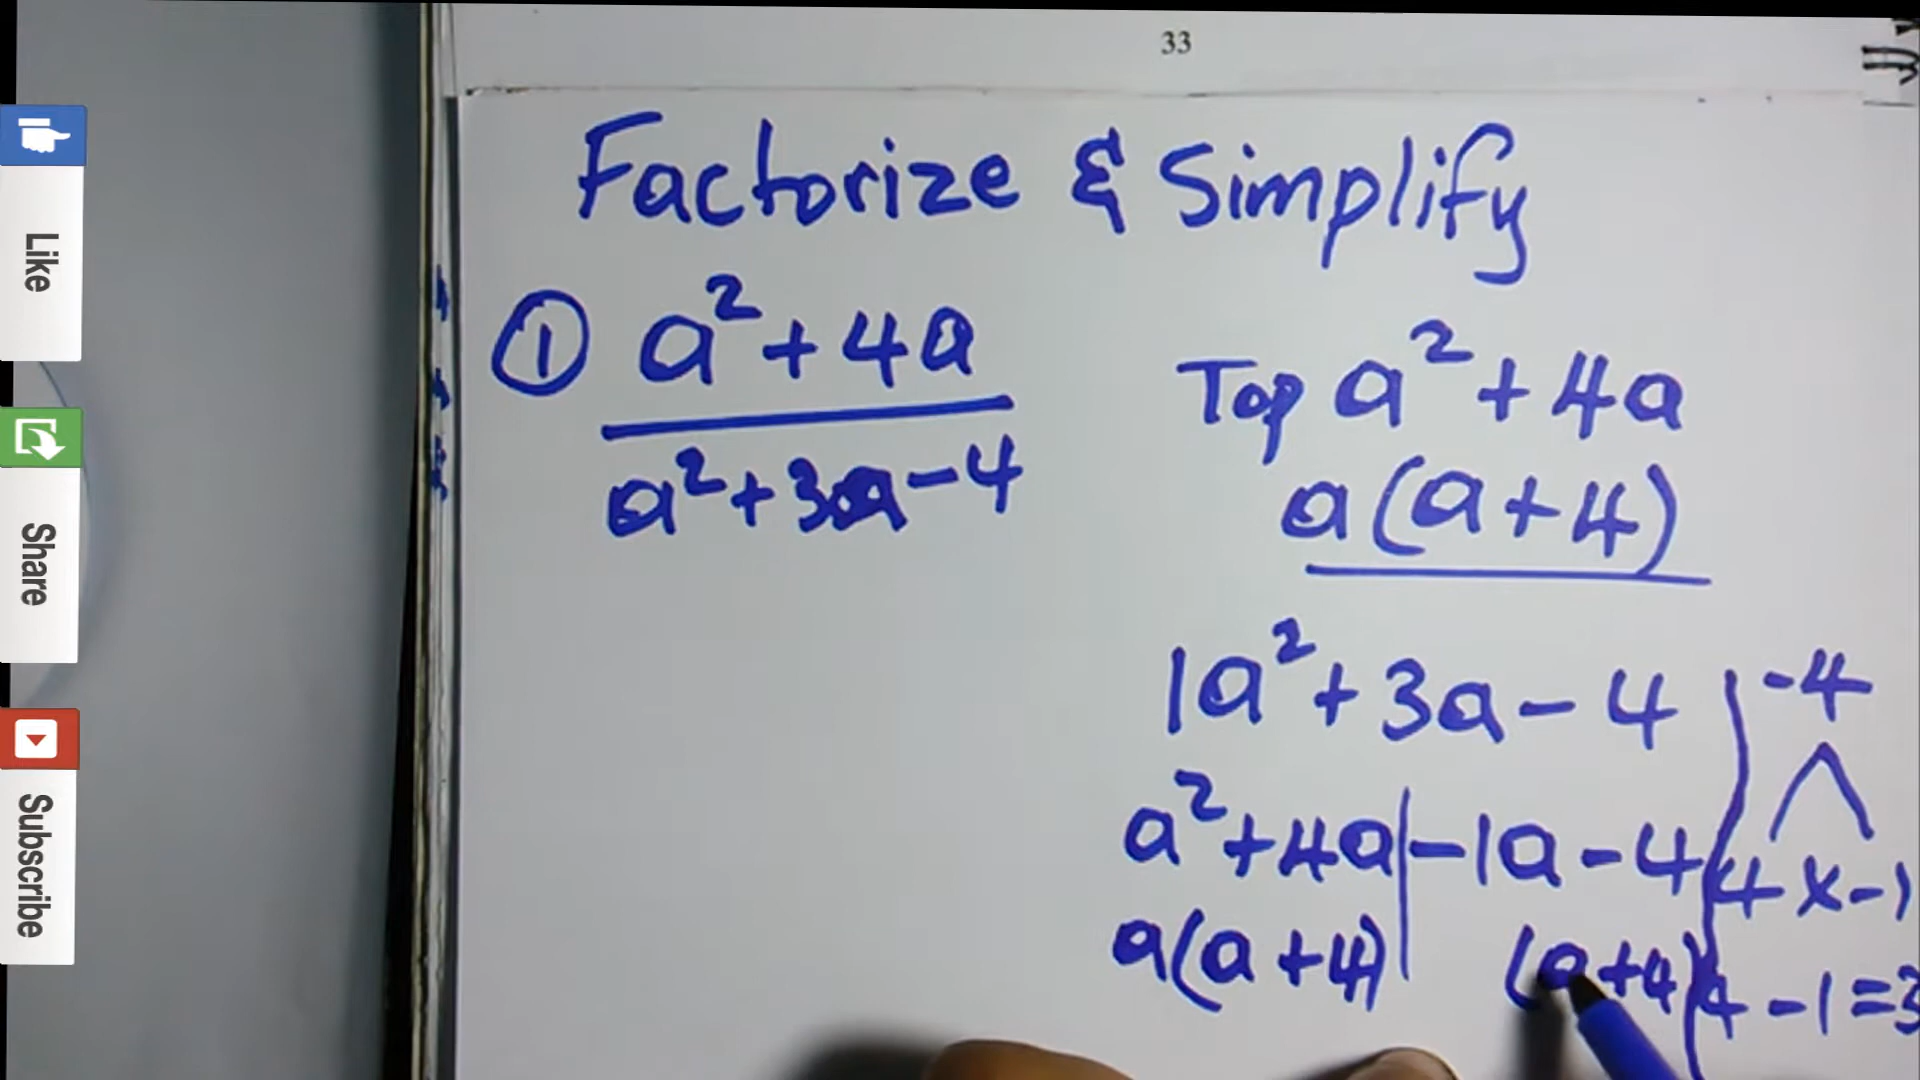 33
Factorize & Simplify
① a² + 4a
a² + 3a - 4
Top a² + 4a
a(a + 4)
1a² + 3a - 4
-4
a² + 4a | - 1a - 4
4 x -1
a(a + 4) (a + 4)
4 - 1 = 3
Like
Share
Subscribe